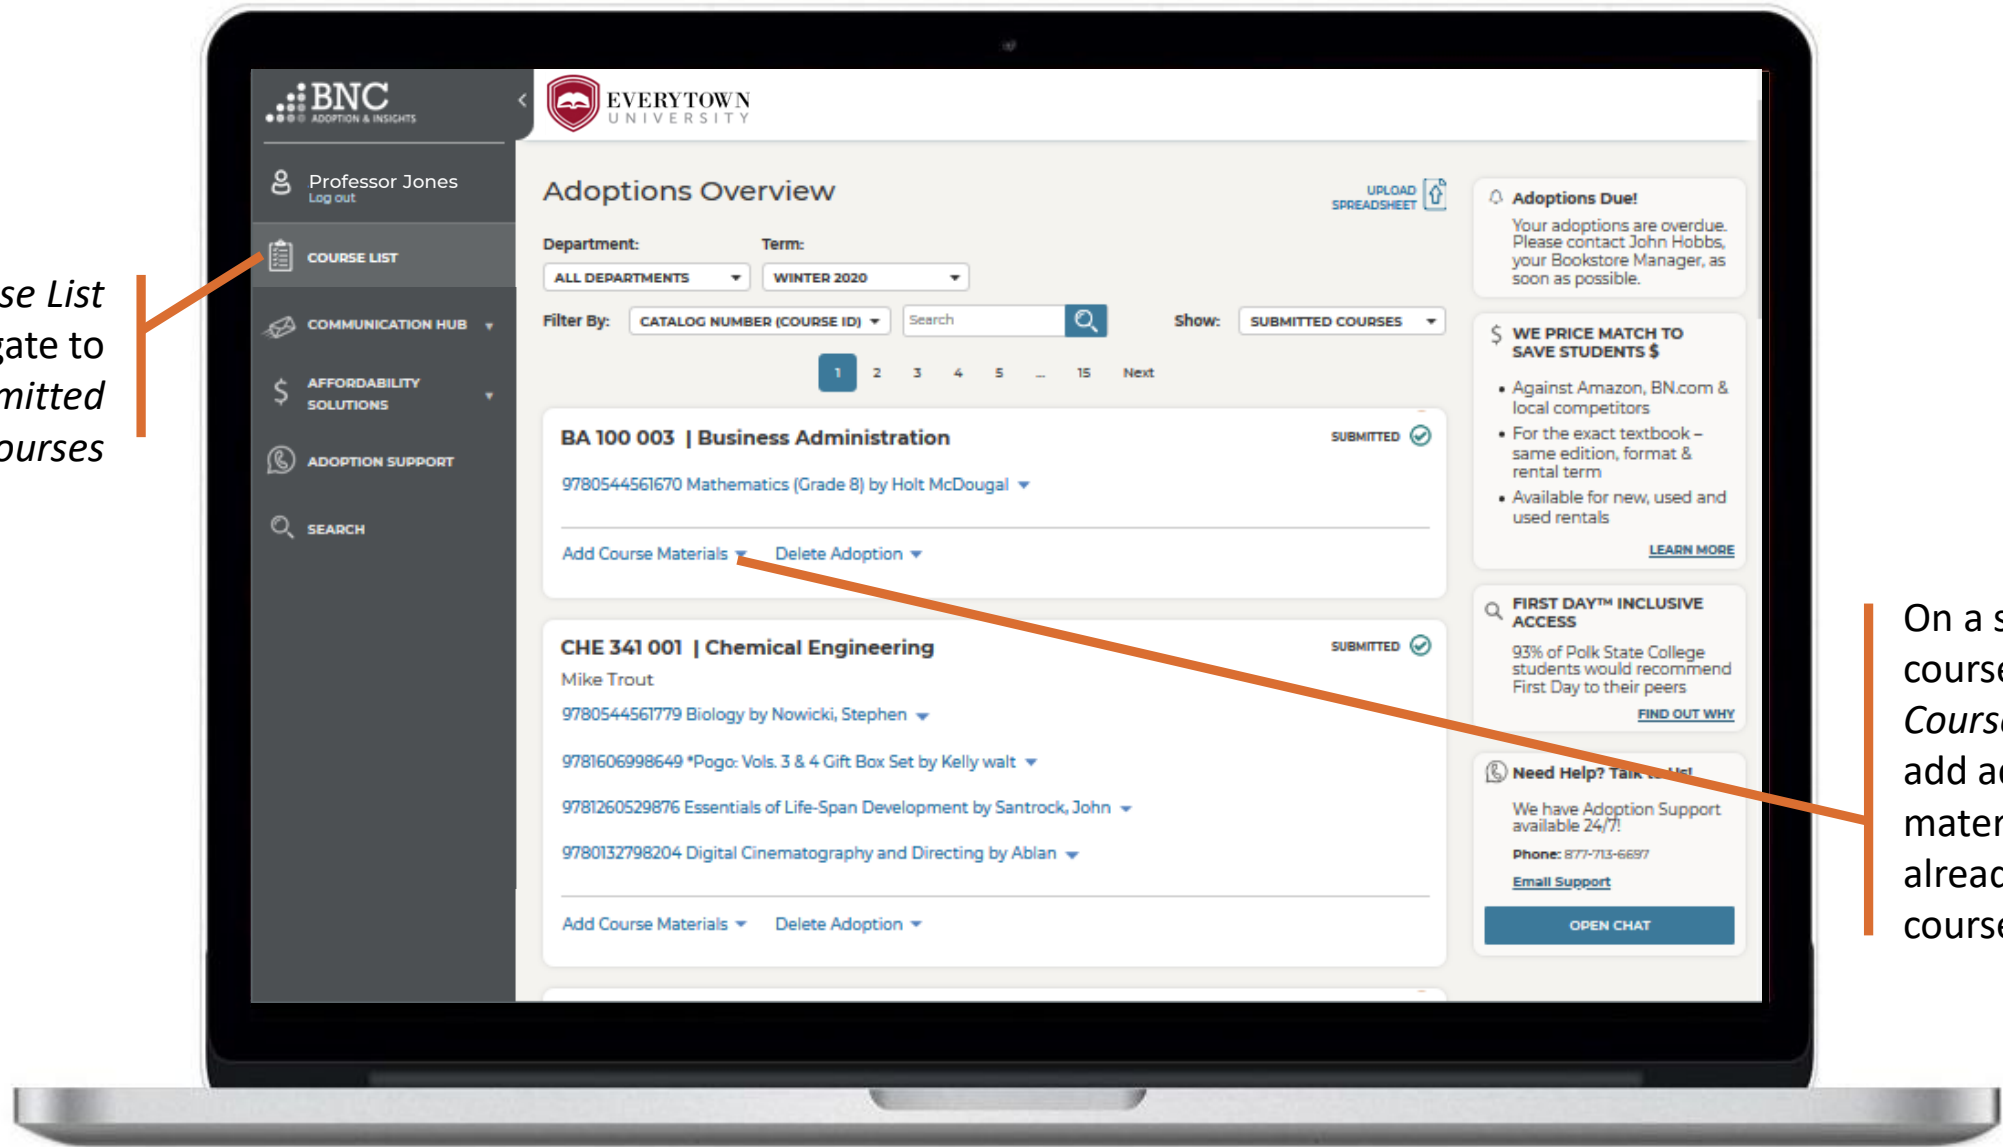 BNC
ADOPTION & INSIGHTS
EVERYTOWN
UNIVERSITY
Professor Jones
Log out
COURSE LIST
COMMUNICATION HUB
AFFORDABILITY
SOLUTIONS
ADOPTION SUPPORT
SEARCH
List
to
Adoptions Overview
UPLOAD
SPREADSHEET
Department: Term:
ALL DEPARTMENTS WINTER 2020
Filter By: CATALOG NUMBER (COURSE ID) Search Show: SUBMITTED COURSES
1 2 3 4 5 ... 15 Next
BA 100 003 | Business Administration SUBMITTED
9780544561670 Mathematics (Grade 8) by Holt McDougal
Add Course Materials Delete Adoption
CHE 341 001 | Chemical Engineering SUBMITTED
Mike Trout
9780544561779 Biology by Nowicki, Stephen
9781606998649 *Pogo: Vols. 3 & 4 Gift Box Set by Kelly walt
9781260529876 Essentials of Life-Span Development by Santrock, John
9780132798204 Digital Cinematography and Directing by Ablan
Add Course Materials Delete Adoption
Adoptions Due!
Your adoptions are overdue.
Please contact John Hobbs,
your Bookstore Manager, as
soon as possible.
$ WE PRICE MATCH TO
SAVE STUDENTS $
• Against Amazon, BN.com &
local competitors
• For the exact textbook –
same edition, format &
rental term
• Available for new, used and
used rentals
LEARN MORE
FIRST DAY™ INCLUSIVE
ACCESS
93% of Polk State College
students would recommend
First Day to their peers
FIND OUT WHY
Need Help? Talk to Us!
We have Adoption Support
available 24/7!
Phone: 877-713-6697
Email Support
OPEN CHAT
On a
add